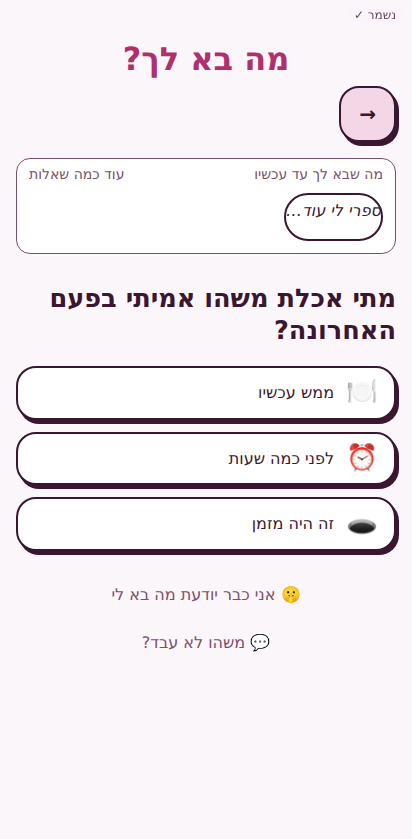 נשמר ✓
מה בא לך?
→
מה שבא לך עד עכשיו
עוד כמה שאלות
ספרי לי עוד...
מתי אכלת משהו אמיתי בפעם
האחרונה?
ממש עכשיו
לפני כמה שעות
זה היה מזמן
אני כבר יודעת מה בא לי
משהו לא עבד?